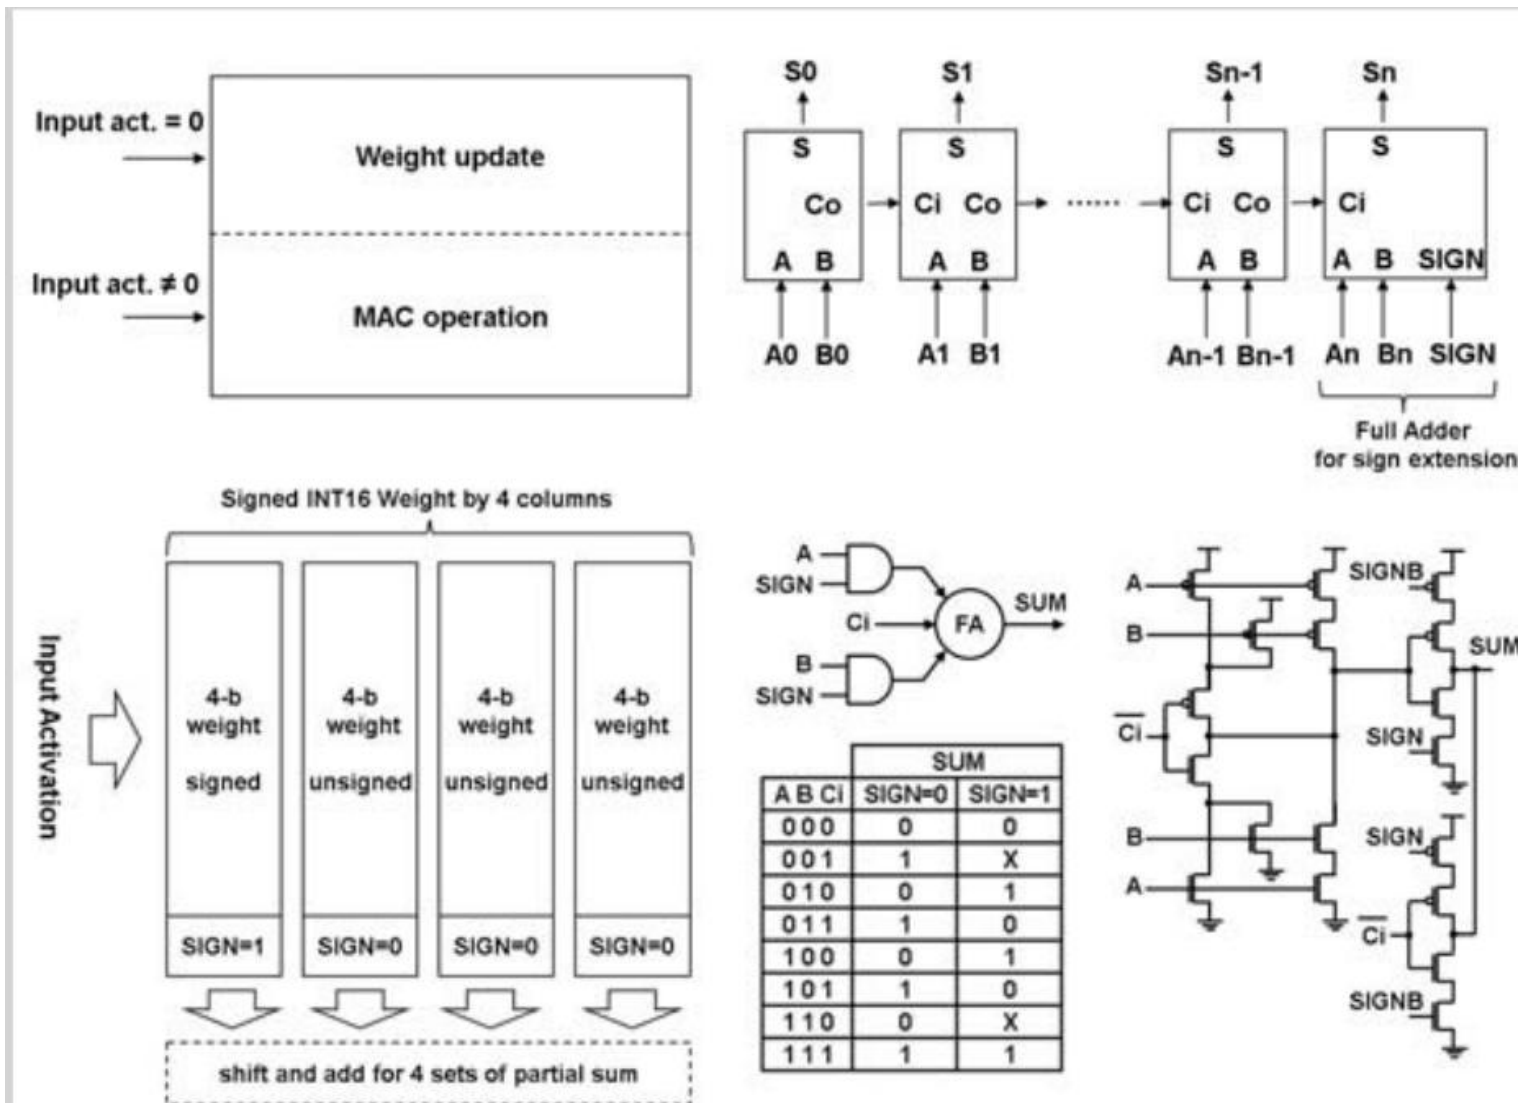 Input act. = 0
Weight update
Input act. ≠ 0
MAC operation
S0 S1 Sn-1 Sn
S S S S
Co Ci Co ...... Ci Co Ci
A B A B A B A B SIGN
A0 B0 A1 B1 An-1 Bn-1 An Bn SIGN
Full Adder
for sign extension
Signed INT16 Weight by 4 columns
Input Activation
4-b 4-b 4-b 4-b
weight weight weight weight
signed unsigned unsigned unsigned
SIGN=1 SIGN=0 SIGN=0 SIGN=0
shift and add for 4 sets of partial sum
A
SIGN
Ci FA SUM
B
SIGN
SUM
A B Ci SIGN=0 SIGN=1
0 0 0 0 0
0 0 1 1 X
0 1 0 0 1
0 1 1 1 0
1 0 0 0 1
1 0 1 1 0
1 1 0 0 X
1 1 1 1 1
SIGNB
A
B
SUM
C̅i̅
SIGN
B
SIGN
A
C̅i̅
SIGNB